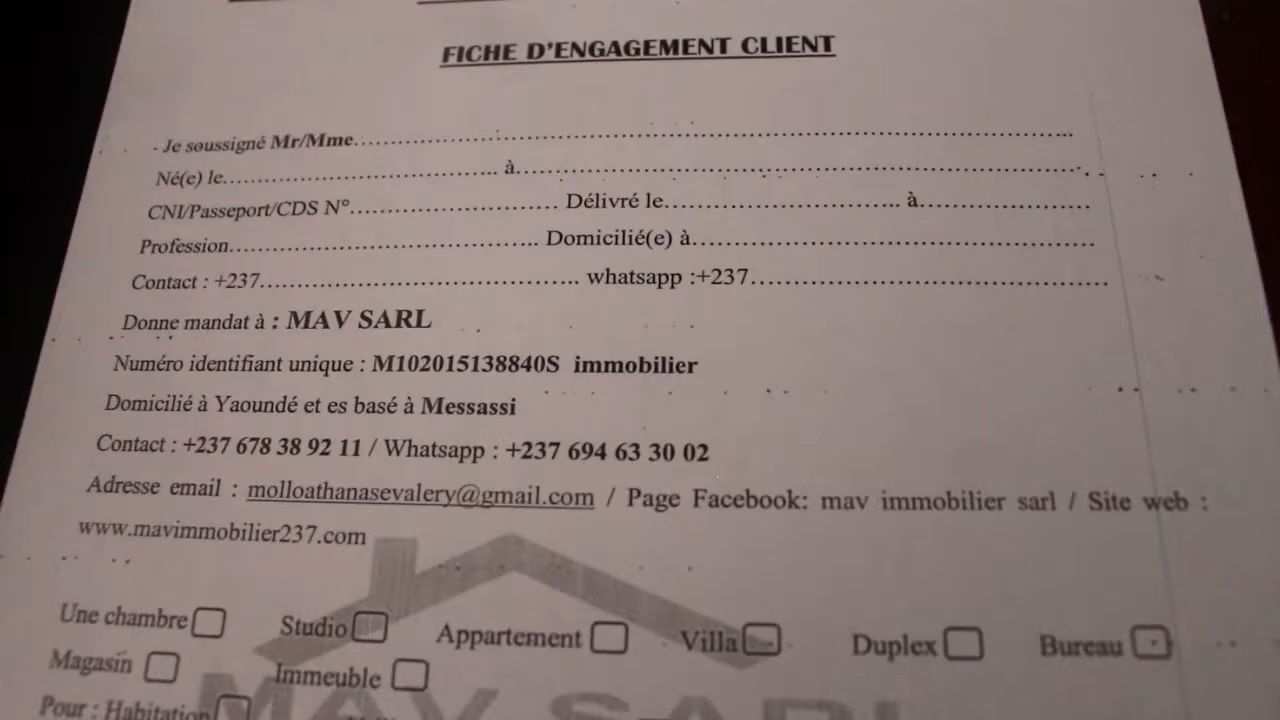 FICHE D'ENGAGEMENT CLIENT
Je soussigné Mr/Mme....................................................................................
Né(e) le........................................... à....................................................................................
CNI/Passeport/CDS N°................................ Délivré le..................................... à...........................
Profession................................................ Domicilié(e) à...............................................................
Contact : +237................................................. whatsapp :+237.......................................................
Donne mandat à : MAV SARL
Numéro identifiant unique : M102015138840S immobilier
Domicilié à Yaoundé et es basé à Messassi
Contact : +237 678 38 92 11 / Whatsapp : +237 694 63 30 02
Adresse email : molloathanasevalery@gmail.com / Page Facebook: mav immobilier sarl / Site web :
www.mavimmobilier237.com
Une chambre Studio Appartement Villa Duplex Bureau
Magasin Immeuble
MAV SARL
Pour : Habitation